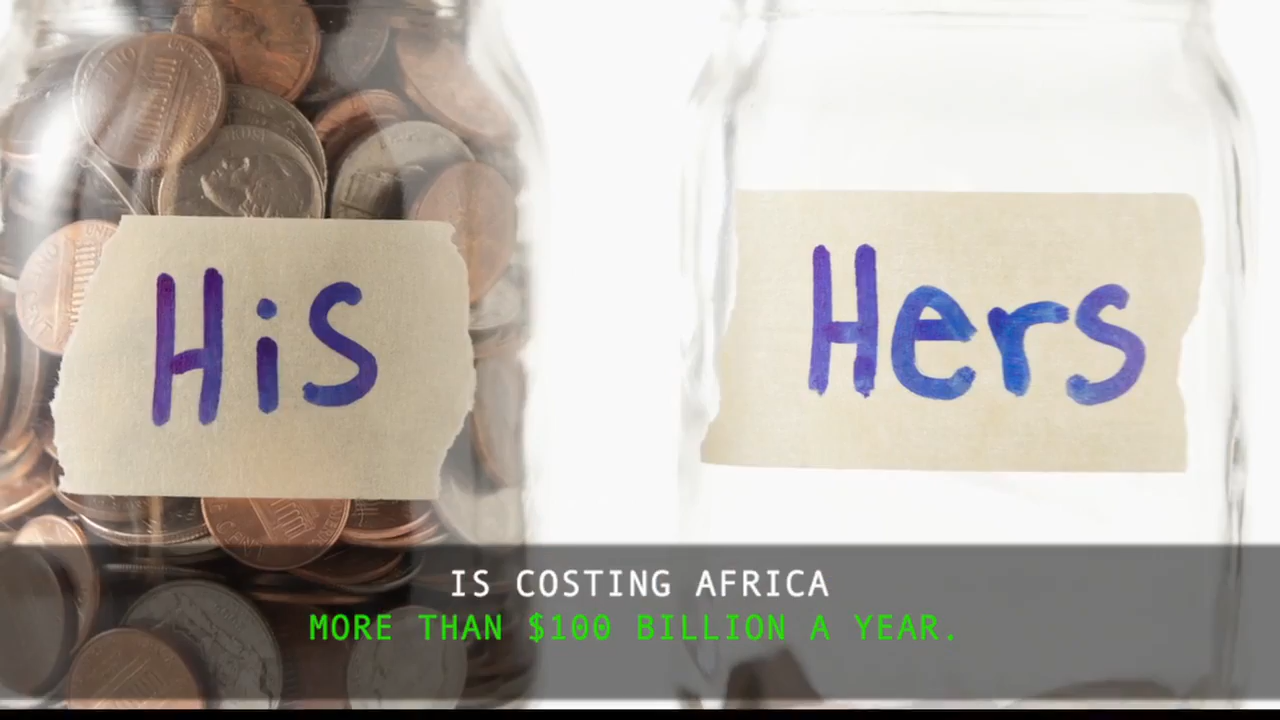 His
Hers
IS COSTING AFRICA
MORE THAN $100 BILLION A YEAR.